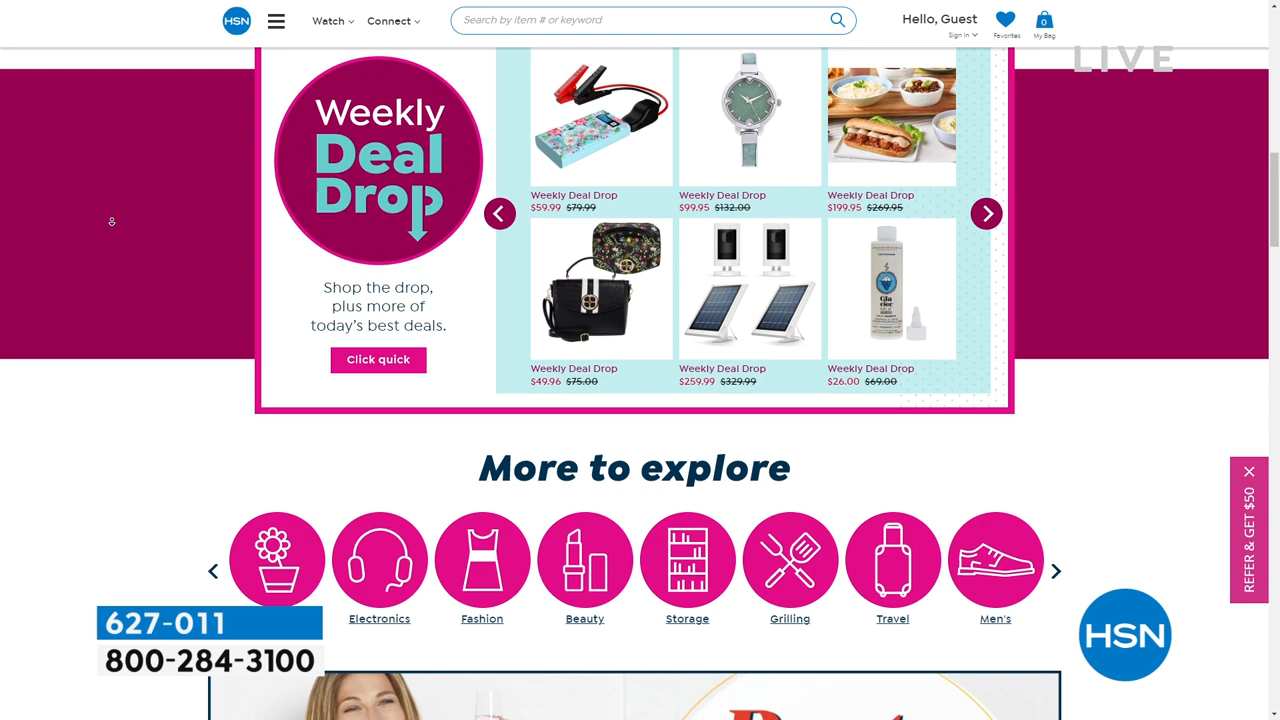 HSN
Watch
Connect
Search by item # or keyword
Hello, Guest
Sign In
Favorites
0
My Bag
LIVE
Weekly
Deal
Drop
Shop the drop,
plus more of
today's best deals.
Click quick
Weekly Deal Drop
$59.99 $79.99
Weekly Deal Drop
$99.95 $132.00
Weekly Deal Drop
$199.95 $269.95
Weekly Deal Drop
$49.96 $75.00
Weekly Deal Drop
$259.99 $329.99
Weekly Deal Drop
$26.00 $69.00
More to explore
Electronics
Fashion
Beauty
Storage
Grilling
Travel
Men's
REFER & GET $50
627-011
800-284-3100
HSN